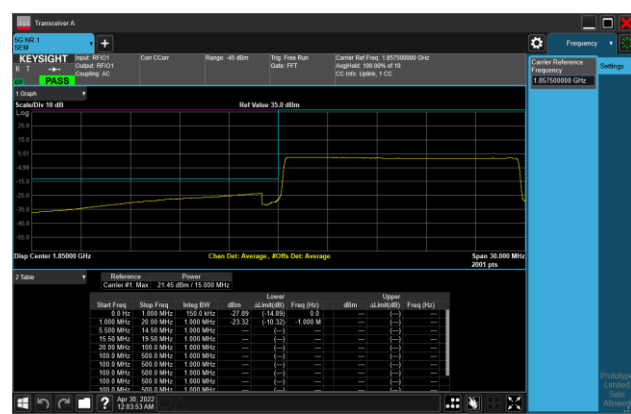 Transceiver A
5G NR 1
SEM
Frequency
KEYSIGHT
Input: RFIO1
Output: RFIO1
Coupling: AC
Corr CCorr
Range: -45 dBm
Trig: Free Run
Gate: FFT
Carrier Ref Freq: 1.857500000 GHz
Avg|Hold: 100.00% of 10
CC Info: Uplink, 1 CC
R T
PASS
Carrier Reference
Frequency
1.857500000 GHz
Settings
1 Graph
Scale/Div 10 dB
Ref Value 35.0 dBm
Log
25.0
15.0
5.01
-4.99
-15.0
-25.0
-35.0
-45.0
-55.0
Disp Center 1.85000 GHz
Chan Det: Average , #Offs Det: Average
Span 30.000 MHz
2001 pts
2 Table
Reference Power
Carrier #1 Max 21.45 dBm / 15.000 MHz
Lower Upper
Start Freq Stop Freq Integ BW dBm ΔLimit(dB) Freq (Hz) dBm ΔLimit(dB) Freq (Hz)
0.0 Hz 1.000 MHz 150.0 kHz -27.89 (-14.89) 0.0 --- (---) ---
1.000 MHz 20.00 MHz 1.000 MHz -23.32 (-10.32) -1.000 M --- (---) ---
5.500 MHz 14.50 MHz 1.000 MHz --- (---) --- --- (---) ---
15.50 MHz 19.50 MHz 1.000 MHz --- (---) --- --- (---) ---
20.00 MHz 100.0 MHz 1.000 MHz --- (---) --- --- (---) ---
100.0 MHz 500.0 MHz 1.000 MHz --- (---) --- --- (---) ---
100.0 MHz 500.0 MHz 1.000 MHz --- (---) --- --- (---) ---
100.0 MHz 500.0 MHz 1.000 MHz --- (---) --- --- (---) ---
100.0 MHz 500.0 MHz 1.000 MHz --- (---) --- --- (---) ---
100.0 MHz 500.0 MHz 1.000 MHz --- (---) --- --- (---) ---
Prototype
Limited
Sale
Allowed
Apr 30, 2022
12:03:53 AM